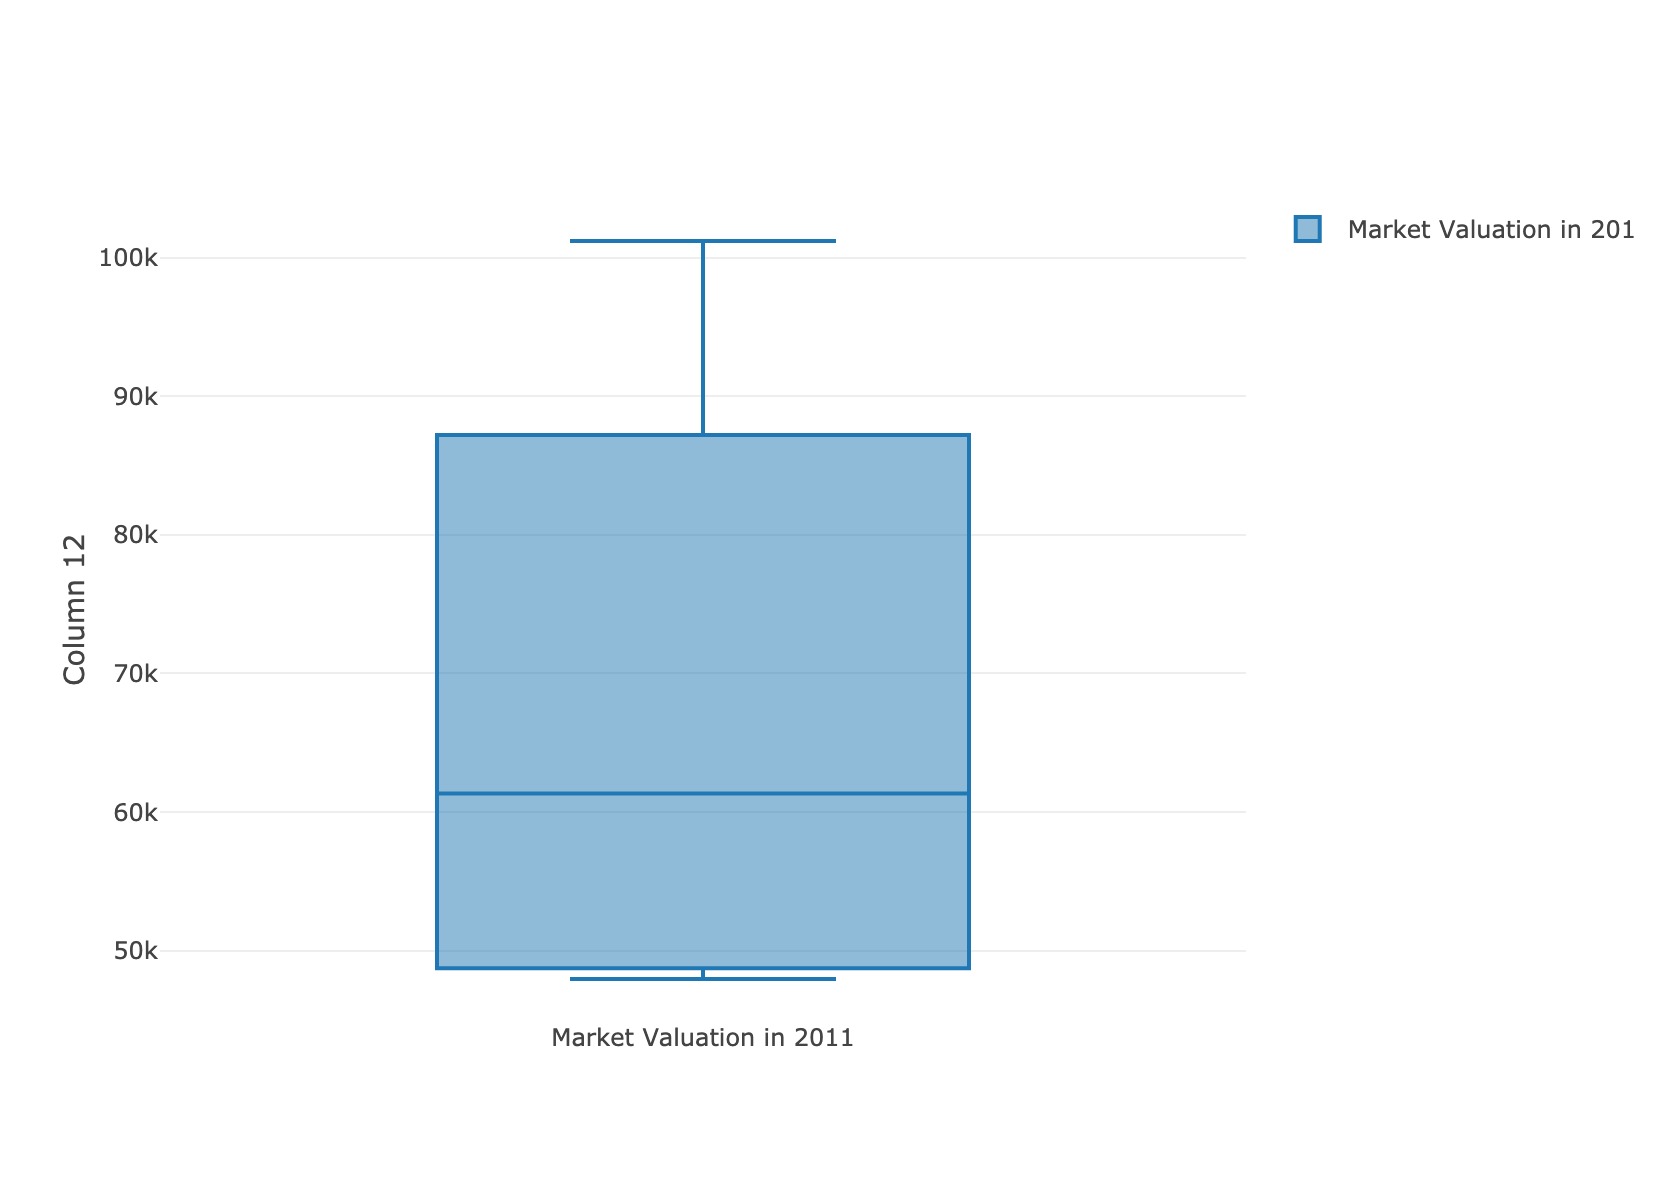 Market Valuation in 201
100k
90k
80k
70k
60k
50k
Column 12
Market Valuation in 2011